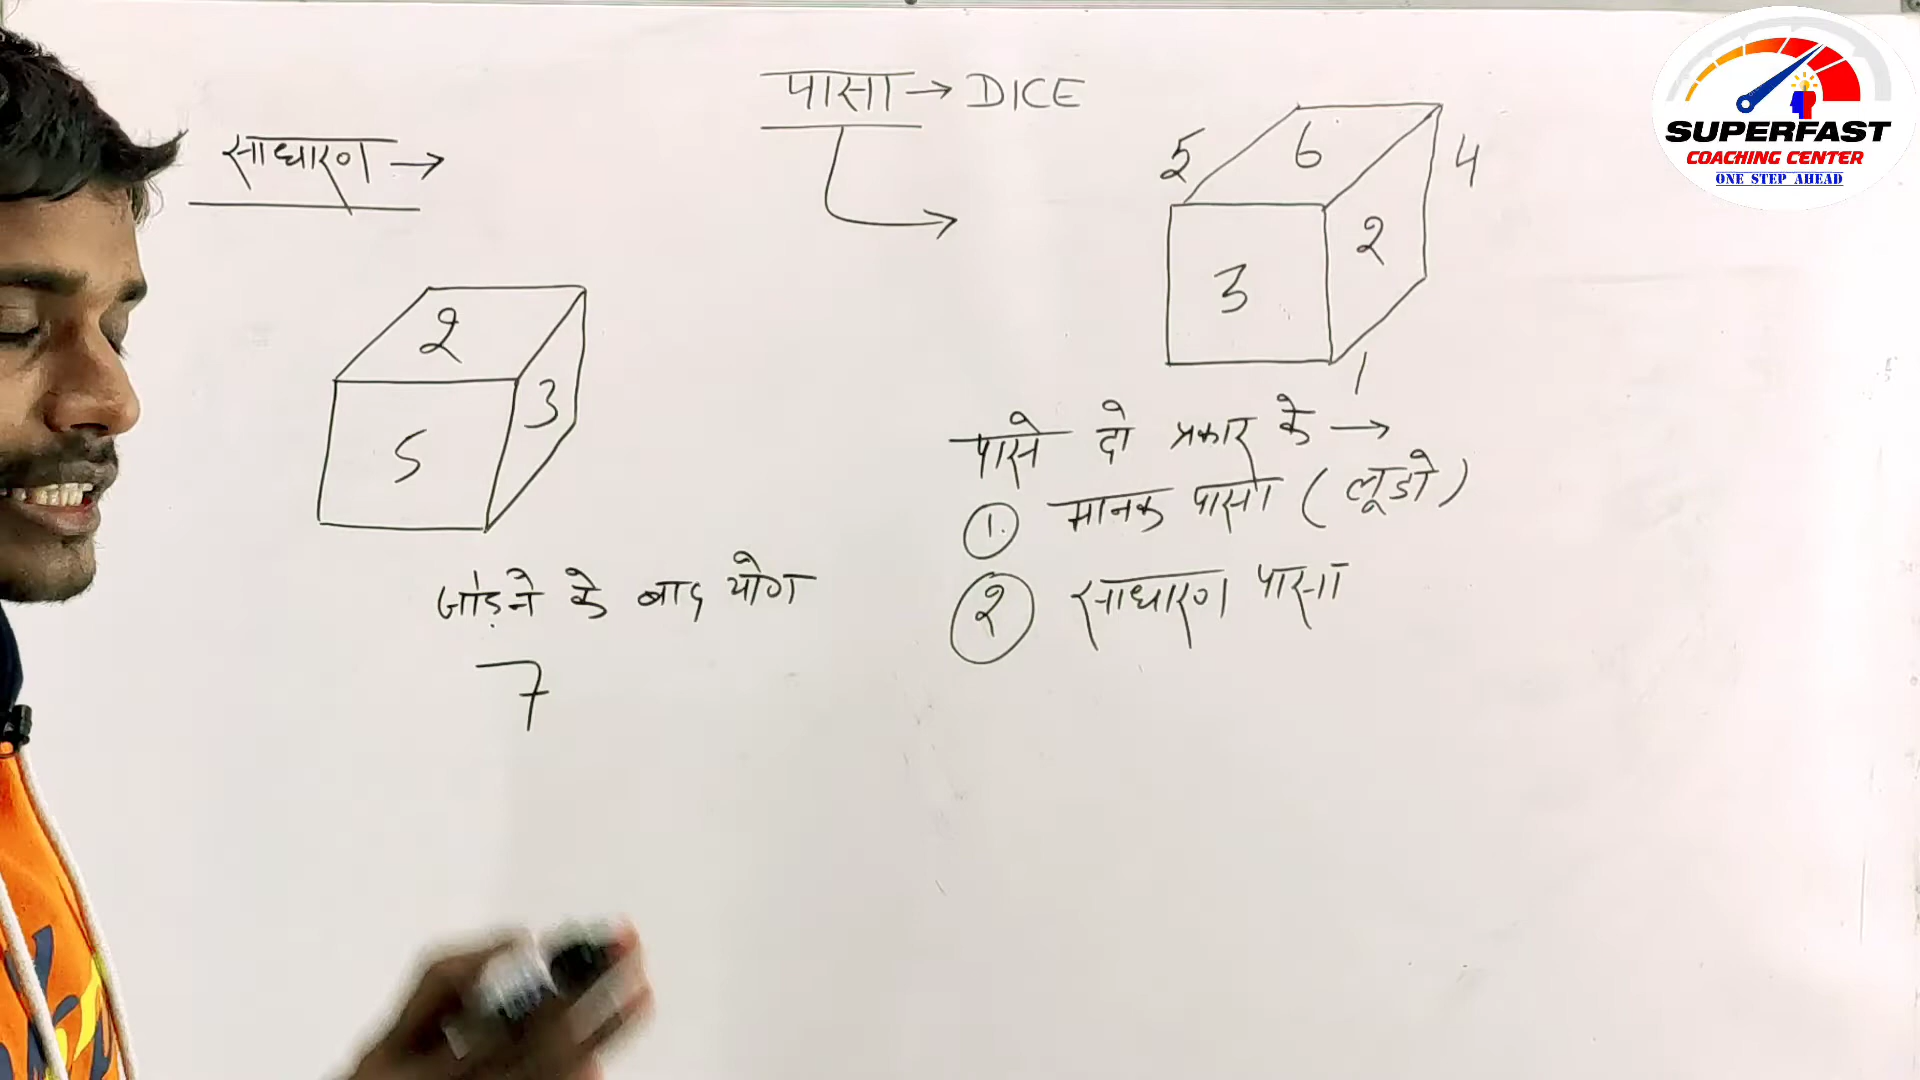 पासा → DICE
साधारण →
2
5
3
जोड़ने के बाद योग
7
5
6
4
3
2
1
पासे दो प्रकार के →
1. मानक पासा (लूडो)
2 साधारण पासा
SUPERFAST
COACHING CENTER
ONE STEP AHEAD